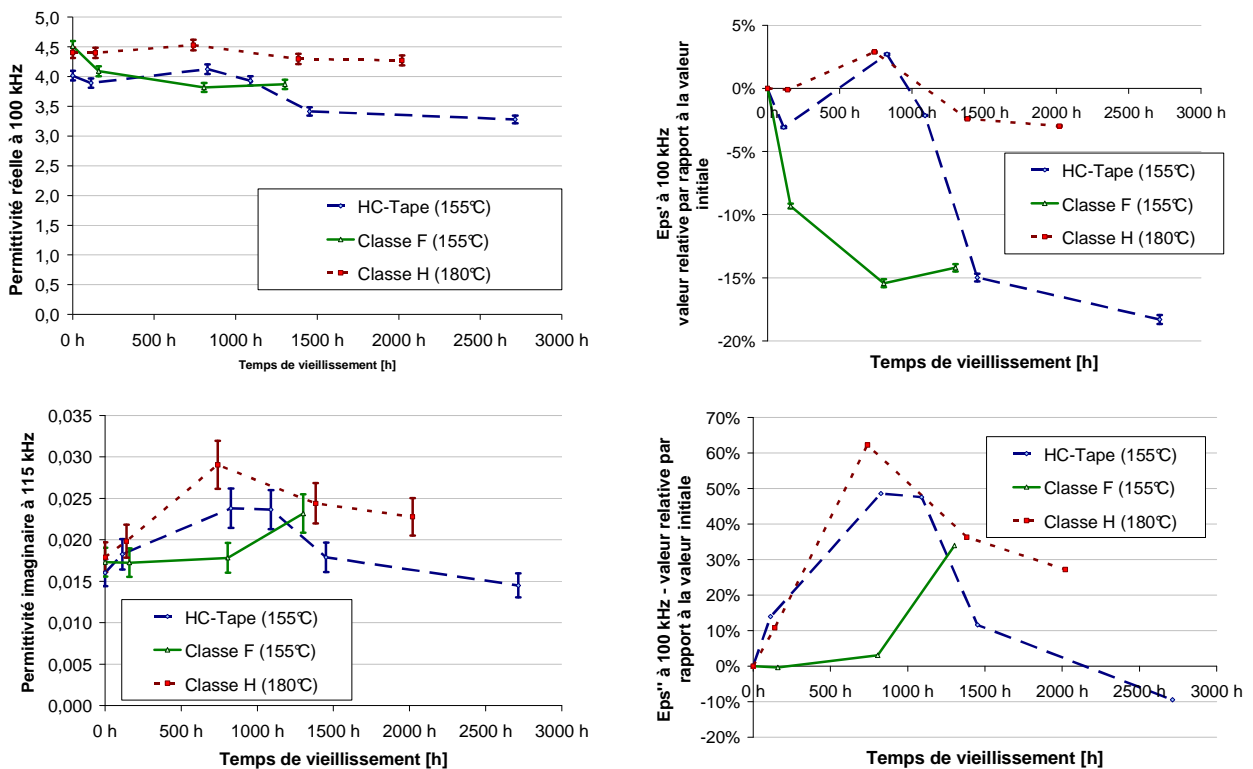 Permittivité réelle à 100 kHz
5,0
4,5
4,0
3,5
3,0
2,5
2,0
1,5
1,0
0,5
0,0
HC-Tape (155°C)
Classe F (155°C)
Classe H (180°C)
0 h 500 h 1000 h 1500 h 2000 h 2500 h 3000 h
Temps de vieillissement [h]
Eps' à 100 kHz
valeur relative par rapport à la valeur
initiale
5%
0%
-5%
-10%
-15%
-20%
0 h 500 h 1000 h 1500 h 2000 h 2500 h 3000 h
HC-Tape (155°C)
Classe F (155°C)
Classe H (180°C)
Temps de vieillissement [h]
Permittivité imaginaire à 115 kHz
0,035
0,030
0,025
0,020
0,015
0,010
0,005
0,000
HC-Tape (155°C)
Classe F (155°C)
Classe H (180°C)
0 h 500 h 1000 h 1500 h 2000 h 2500 h 3000 h
Temps de vieillissement [h]
Eps'' à 100 kHz - valeur relative par
rapport à la valeur initiale
70%
60%
50%
40%
30%
20%
10%
0%
-10%
-20%
HC-Tape (155°C)
Classe F (155°C)
Classe H (180°C)
0 h 500 h 1000 h 1500 h 2000 h 2500 h 3000 h
Temps de vieillissement [h]